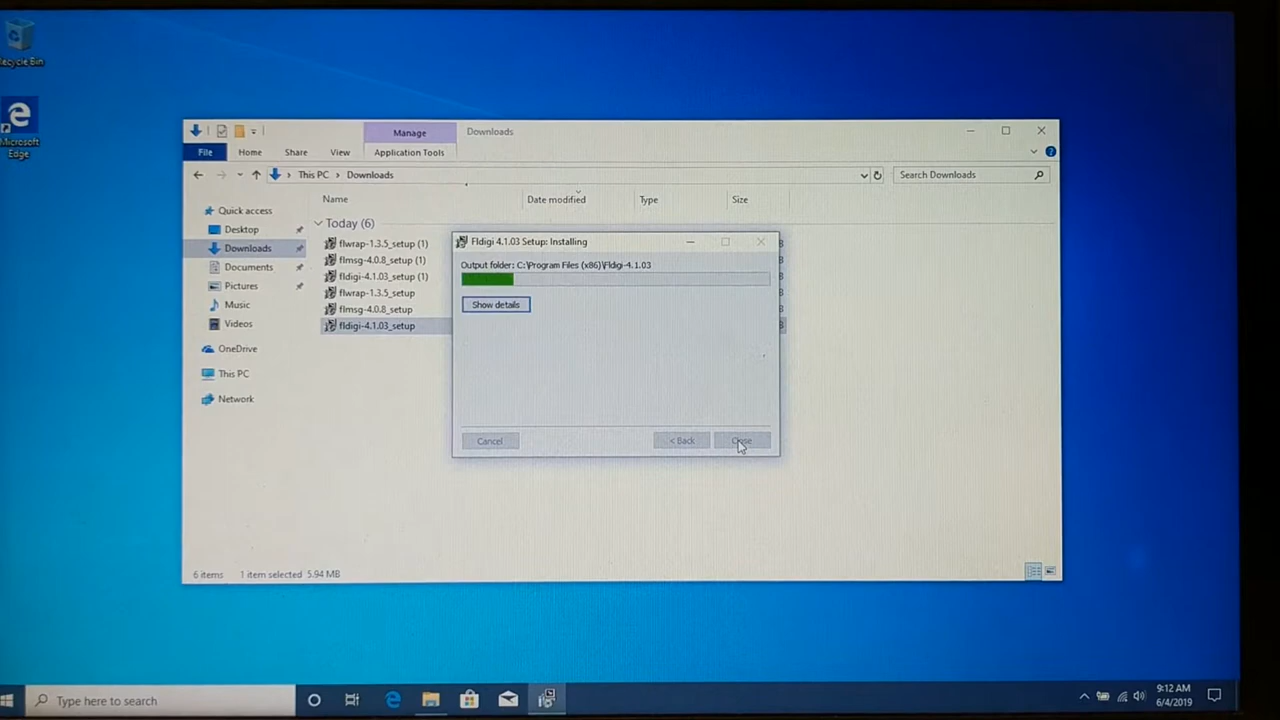 Recycle Bin
Microsoft
Edge
Manage
Downloads
File
Home
Share
View
Application Tools
This PC > Downloads
Search Downloads
Name
Date modified
Type
Size
Quick access
Desktop
Downloads
Documents
Pictures
Music
Videos
OneDrive
This PC
Network
Today (6)
flwrap-1.3.5_setup (1)
flmsg-4.0.8_setup (1)
fldigi-4.1.03_setup (1)
flwrap-1.3.5_setup
flmsg-4.0.8_setup
fldigi-4.1.03_setup
Fldigi 4.1.03 Setup: Installing
Output folder: C:\Program Files (x86)\Fldigi-4.1.03
Show details
Cancel
< Back
Close
6 items
1 item selected 5.94 MB
Type here to search
9:12 AM
6/4/2019